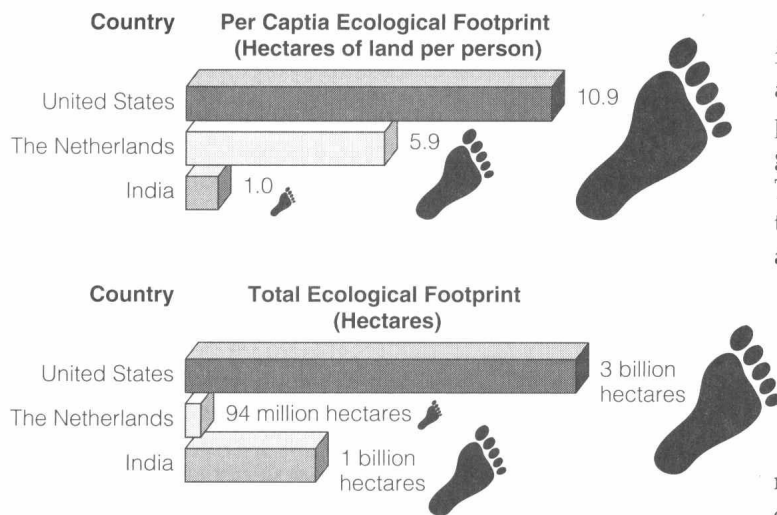 Country Per Captia Ecological Footprint
(Hectares of land per person)
United States 10.9
The Netherlands 5.9
India 1.0
Country Total Ecological Footprint
(Hectares)
United States 3 billion
hectares
The Netherlands 94 million hectares
India 1 billion
hectares